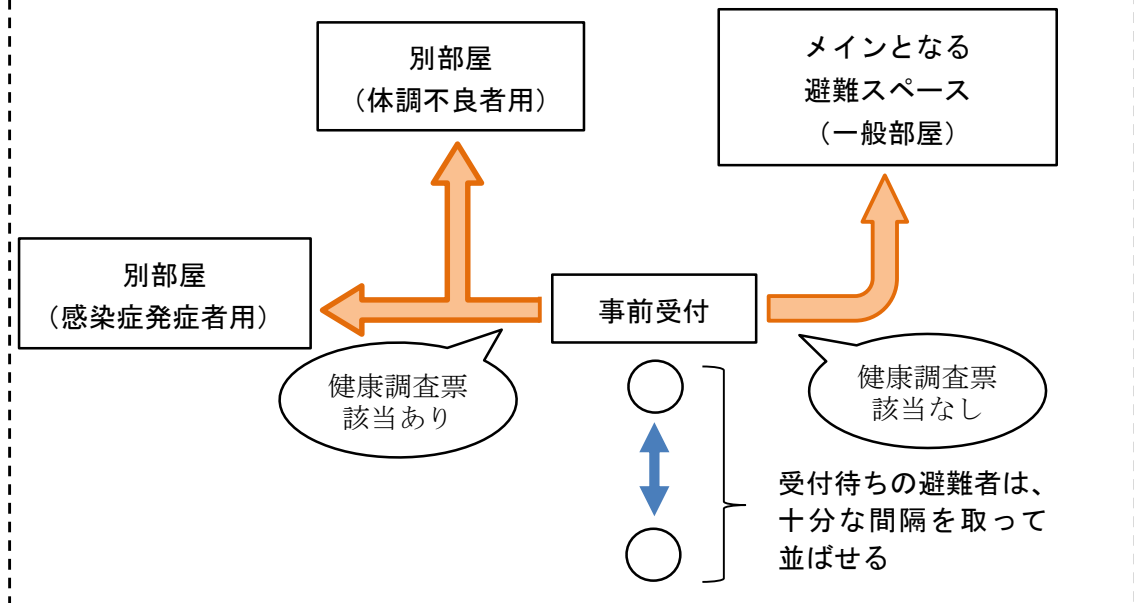 別部屋
（体調不良者用）
メインとなる
避難スペース
（一般部屋）
別部屋
（感染症発症者用）
事前受付
健康調査票
該当あり
健康調査票
該当なし
受付待ちの避難者は、
十分な間隔を取って
並ばせる